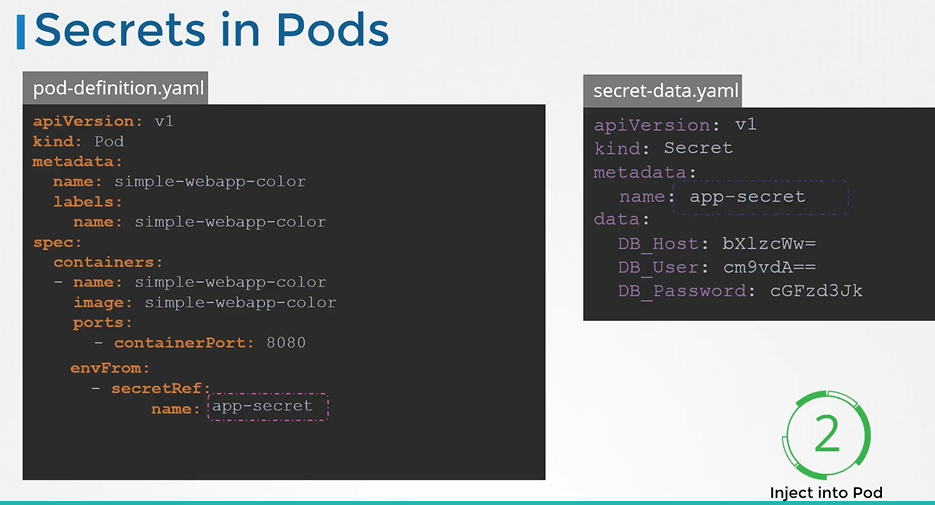 Secrets in Pods
pod-definition.yaml
apiVersion: v1
kind: Pod
metadata:
  name: simple-webapp-color
  labels:
    name: simple-webapp-color
spec:
  containers:
  - name: simple-webapp-color
    image: simple-webapp-color
    ports:
      - containerPort: 8080
    envFrom:
      - secretRef:
            name: app-secret
secret-data.yaml
apiVersion: v1
kind: Secret
metadata:
  name: app-secret
data:
  DB_Host: bXlzcWw=
  DB_User: cm9vdA==
  DB_Password: cGFzd3Jk
2
Inject into Pod